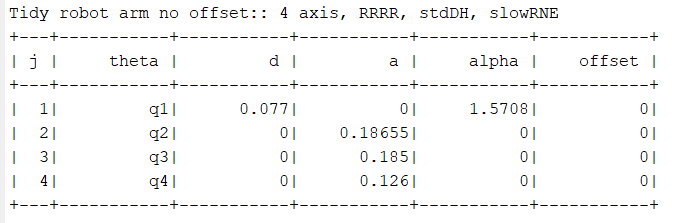 Tidy robot arm no offset:: 4 axis, RRRR, stdDH, slowRNE
+---+-----------+-----------+-----------+-----------+-----------+
| j |     theta |         d |         a |     alpha |    offset |
+---+-----------+-----------+-----------+-----------+-----------+
|  1|         q1|      0.077|          0|     1.5708|          0|
|  2|         q2|          0|    0.18655|          0|          0|
|  3|         q3|          0|      0.185|          0|          0|
|  4|         q4|          0|      0.126|          0|          0|
+---+-----------+-----------+-----------+-----------+-----------+